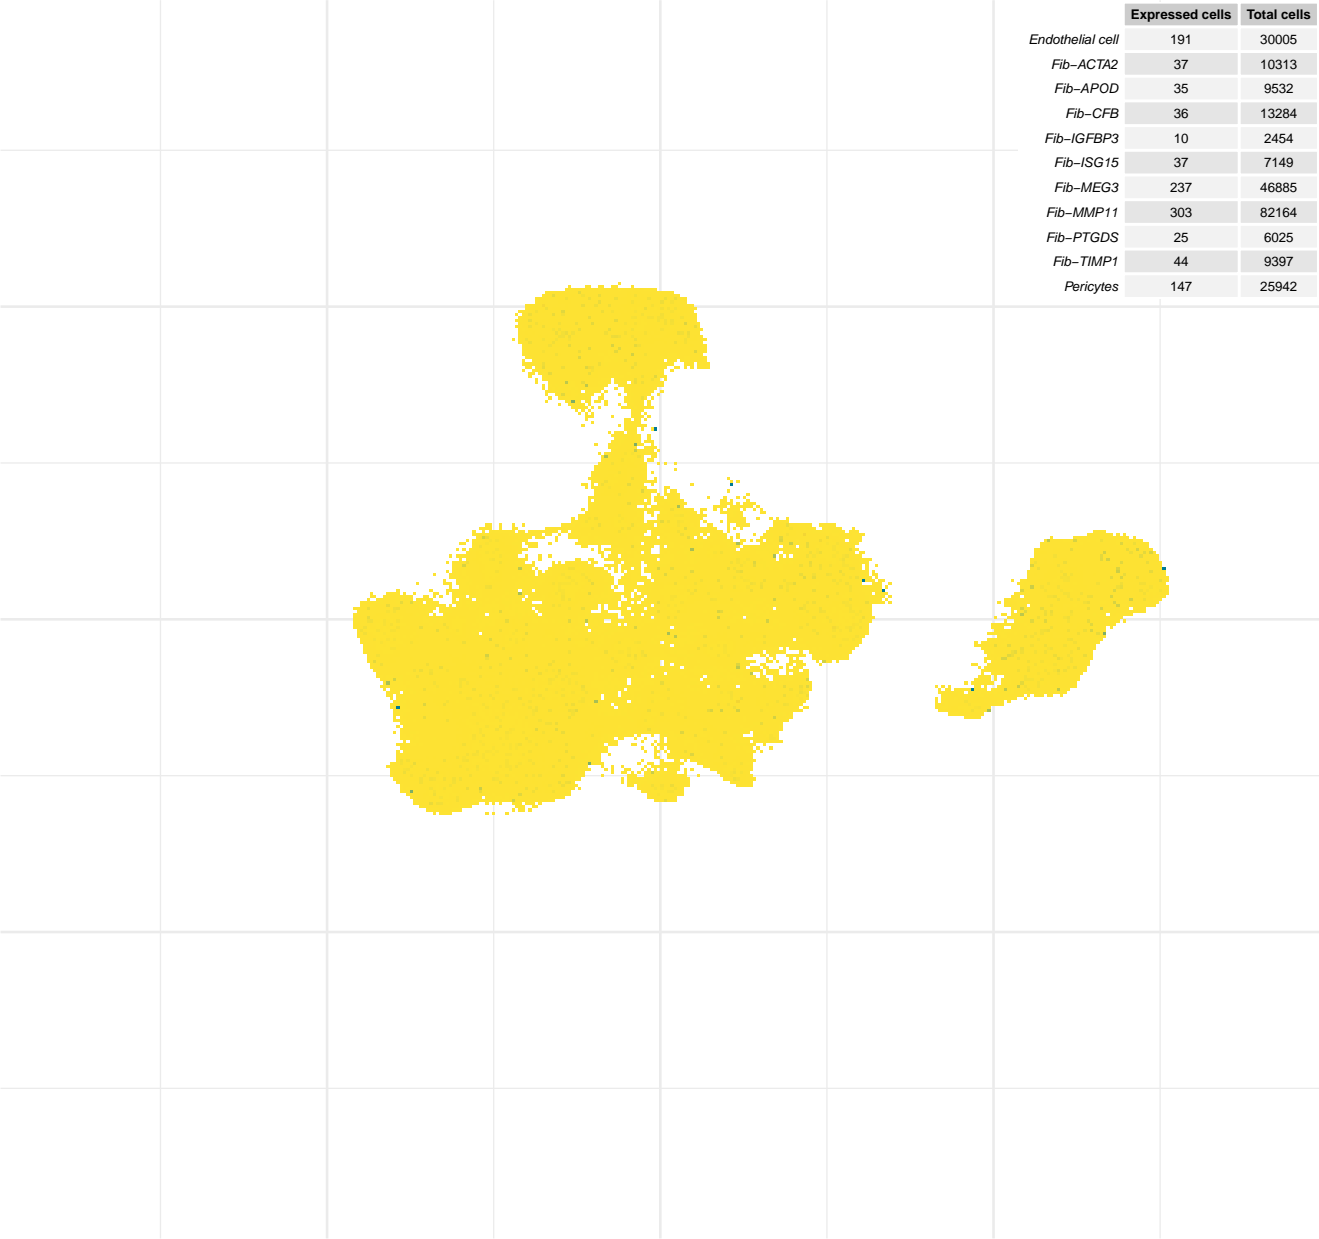 Expressed cells Total cells
Endothelial cell 191 30005
Fib−ACTA2 37 10313
Fib−APOD 35 9532
Fib−CFB 36 13284
Fib−IGFBP3 10 2454
Fib−ISG15 37 7149
Fib−MEG3 237 46885
Fib−MMP11 303 82164
Fib−PTGDS 25 6025
Fib−TIMP1 44 9397
Pericytes 147 25942